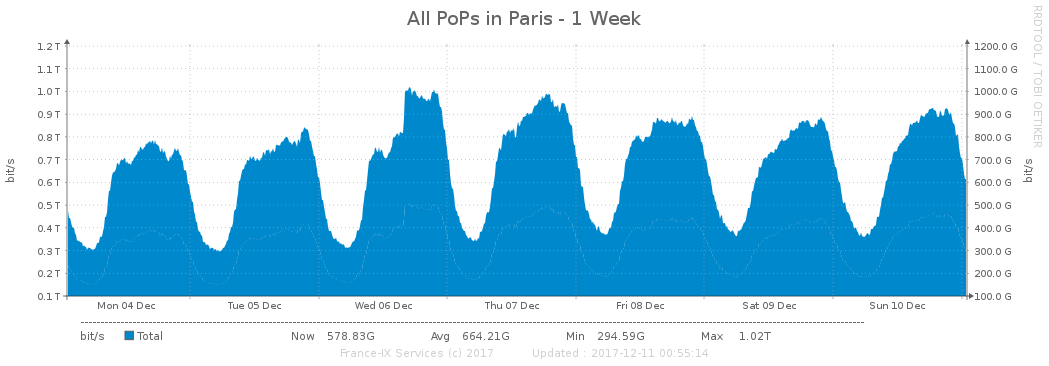 All PoPs in Paris - 1 Week
RRDTOOL / TOBI OETIKER
bit/s
1.2 T
1.1 T
1.0 T
0.9 T
0.8 T
0.7 T
0.6 T
0.5 T
0.4 T
0.3 T
0.2 T
0.1 T
1200.0 G
1100.0 G
1000.0 G
900.0 G
800.0 G
700.0 G
600.0 G
500.0 G
400.0 G
300.0 G
200.0 G
100.0 G
bit/s
Mon 04 Dec Tue 05 Dec Wed 06 Dec Thu 07 Dec Fri 08 Dec Sat 09 Dec Sun 10 Dec
bit/s Total Now 578.83G Avg 664.21G Min 294.59G Max 1.02T
France-IX Services (c) 2017 Updated : 2017-12-11 00:55:14